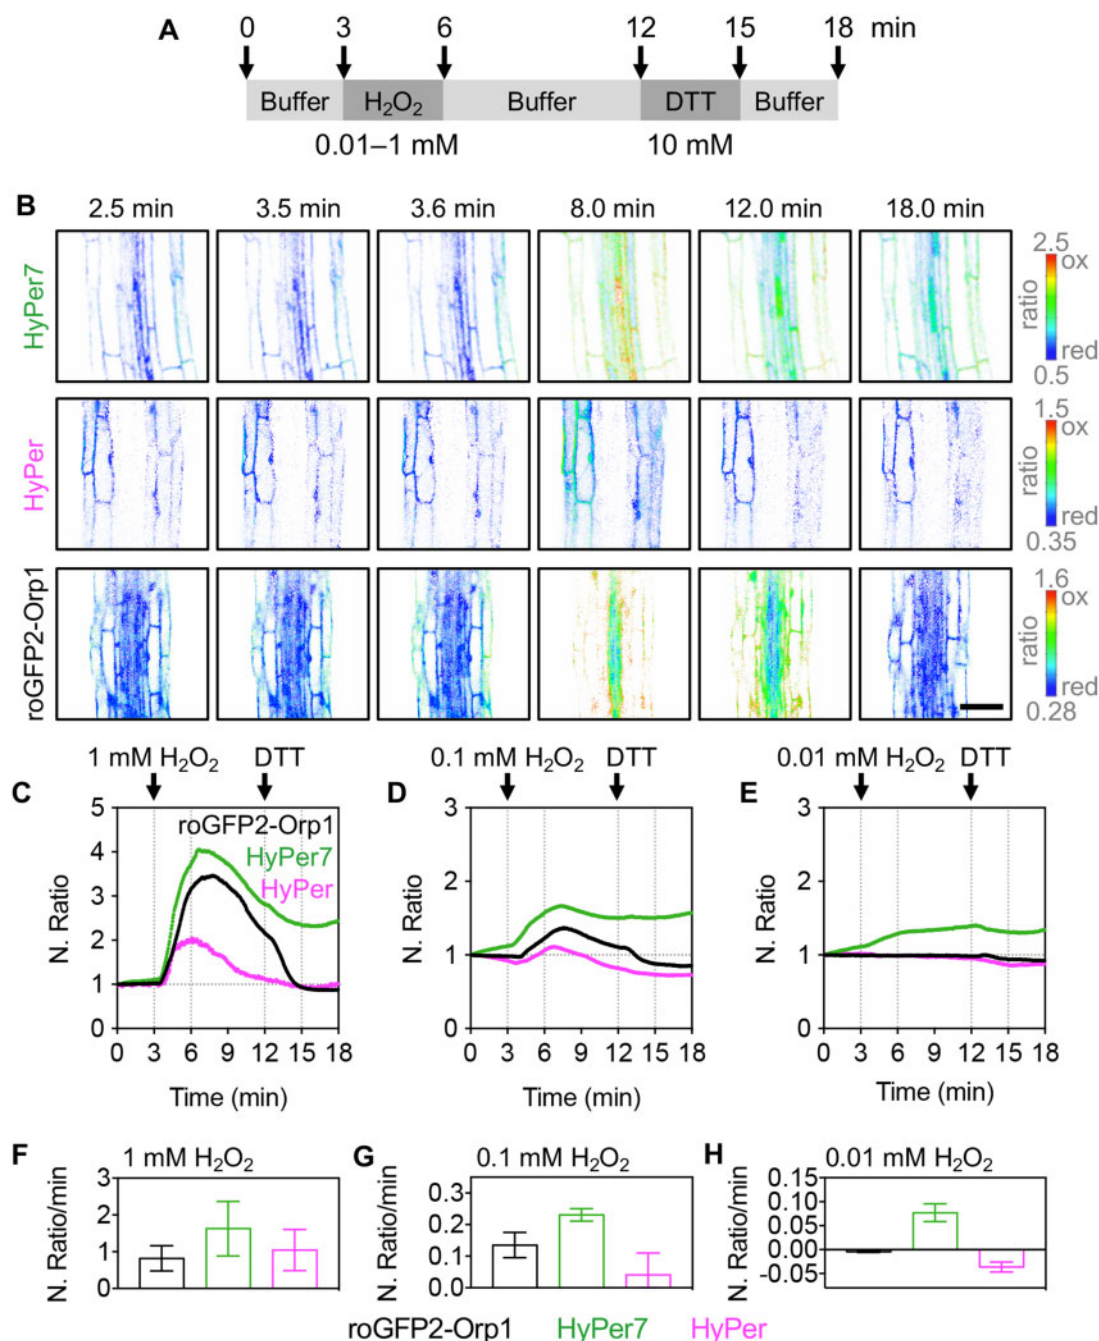 A 0 3 6 12 15 18 min
Buffer H₂O₂ Buffer DTT Buffer
0.01–1 mM 10 mM
B 2.5 min 3.5 min 3.6 min 8.0 min 12.0 min 18.0 min
HyPer7
2.5
ox
ratio
red
0.5
HyPer
1.5
ox
ratio
red
0.35
roGFP2-Orp1
1.6
ox
ratio
red
0.28
C 1 mM H₂O₂ DTT
roGFP2-Orp1
HyPer7
HyPer
N. Ratio
5
4
3
2
1
0
0 3 6 9 12 15 18
Time (min)
D 0.1 mM H₂O₂ DTT
N. Ratio
3
2
1
0
0 3 6 9 12 15 18
Time (min)
E 0.01 mM H₂O₂ DTT
N. Ratio
3
2
1
0
0 3 6 9 12 15 18
Time (min)
F 1 mM H₂O₂
N. Ratio/min
3
2
1
0
G 0.1 mM H₂O₂
N. Ratio/min
0.3
0.2
0.1
0.0
H 0.01 mM H₂O₂
N. Ratio/min
0.15
0.10
0.05
0.00
-0.05
roGFP2-Orp1 HyPer7 HyPer